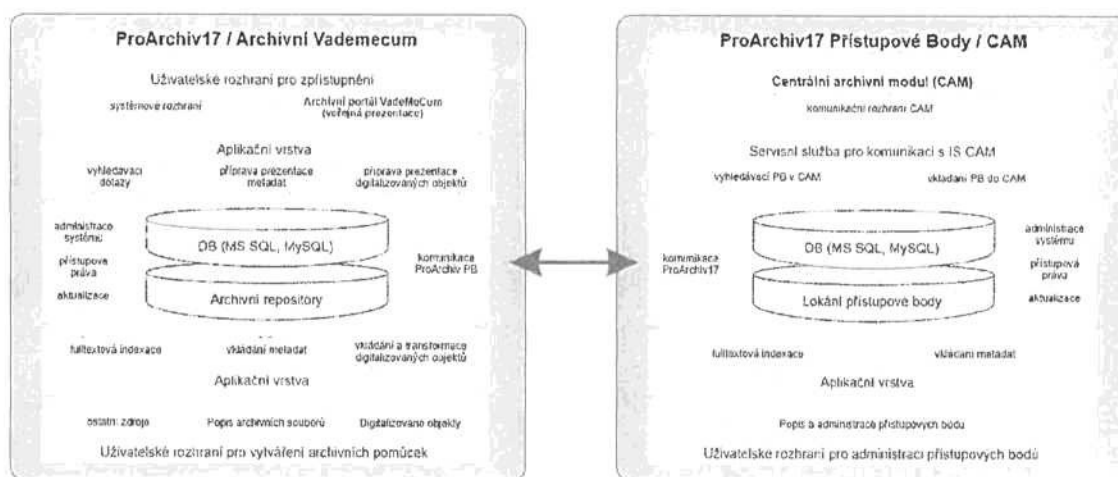 ProArchiv17 / Archivní Vademecum
Uživatelské rozhraní pro zpřístupnění
systémové rozhraní
Archivní portál VadeMeCum
(veřejná prezentace)
Aplikační vrstva
vyhledávací
dotazy
příprava prezentace
metadat
příprava prezentace
digitalizovaných objektů
administrace
systému
přístupová
práva
aktualizace
DB (MS SQL, MySQL)
Archivní repository
komunikace
ProArchiv PB
fulltextová indexace
vkládání metadat
vkládání a transformace
digitalizovaných objektů
Aplikační vrstva
ostatní zdroje
Popis archivních souborů
Digitalizované objekty
Uživatelské rozhraní pro vytváření archivních pomůcek
ProArchiv17 Přístupové Body / CAM
Centrální archivní modul (CAM)
komunikační rozhraní CAM
Servisní služba pro komunikaci s IS CAM
vyhledávací PB v CAM
vkládání PB do CAM
komunikace
ProArchiv17
DB (MS SQL, MySQL)
Lokání přístupové body
administrace
systému
přístupová
práva
aktualizace
fulltextová indexace
vkládání metadat
Aplikační vrstva
Popis a administrace přístupových bodů
Uživatelské rozhraní pro administraci přístupových bodů